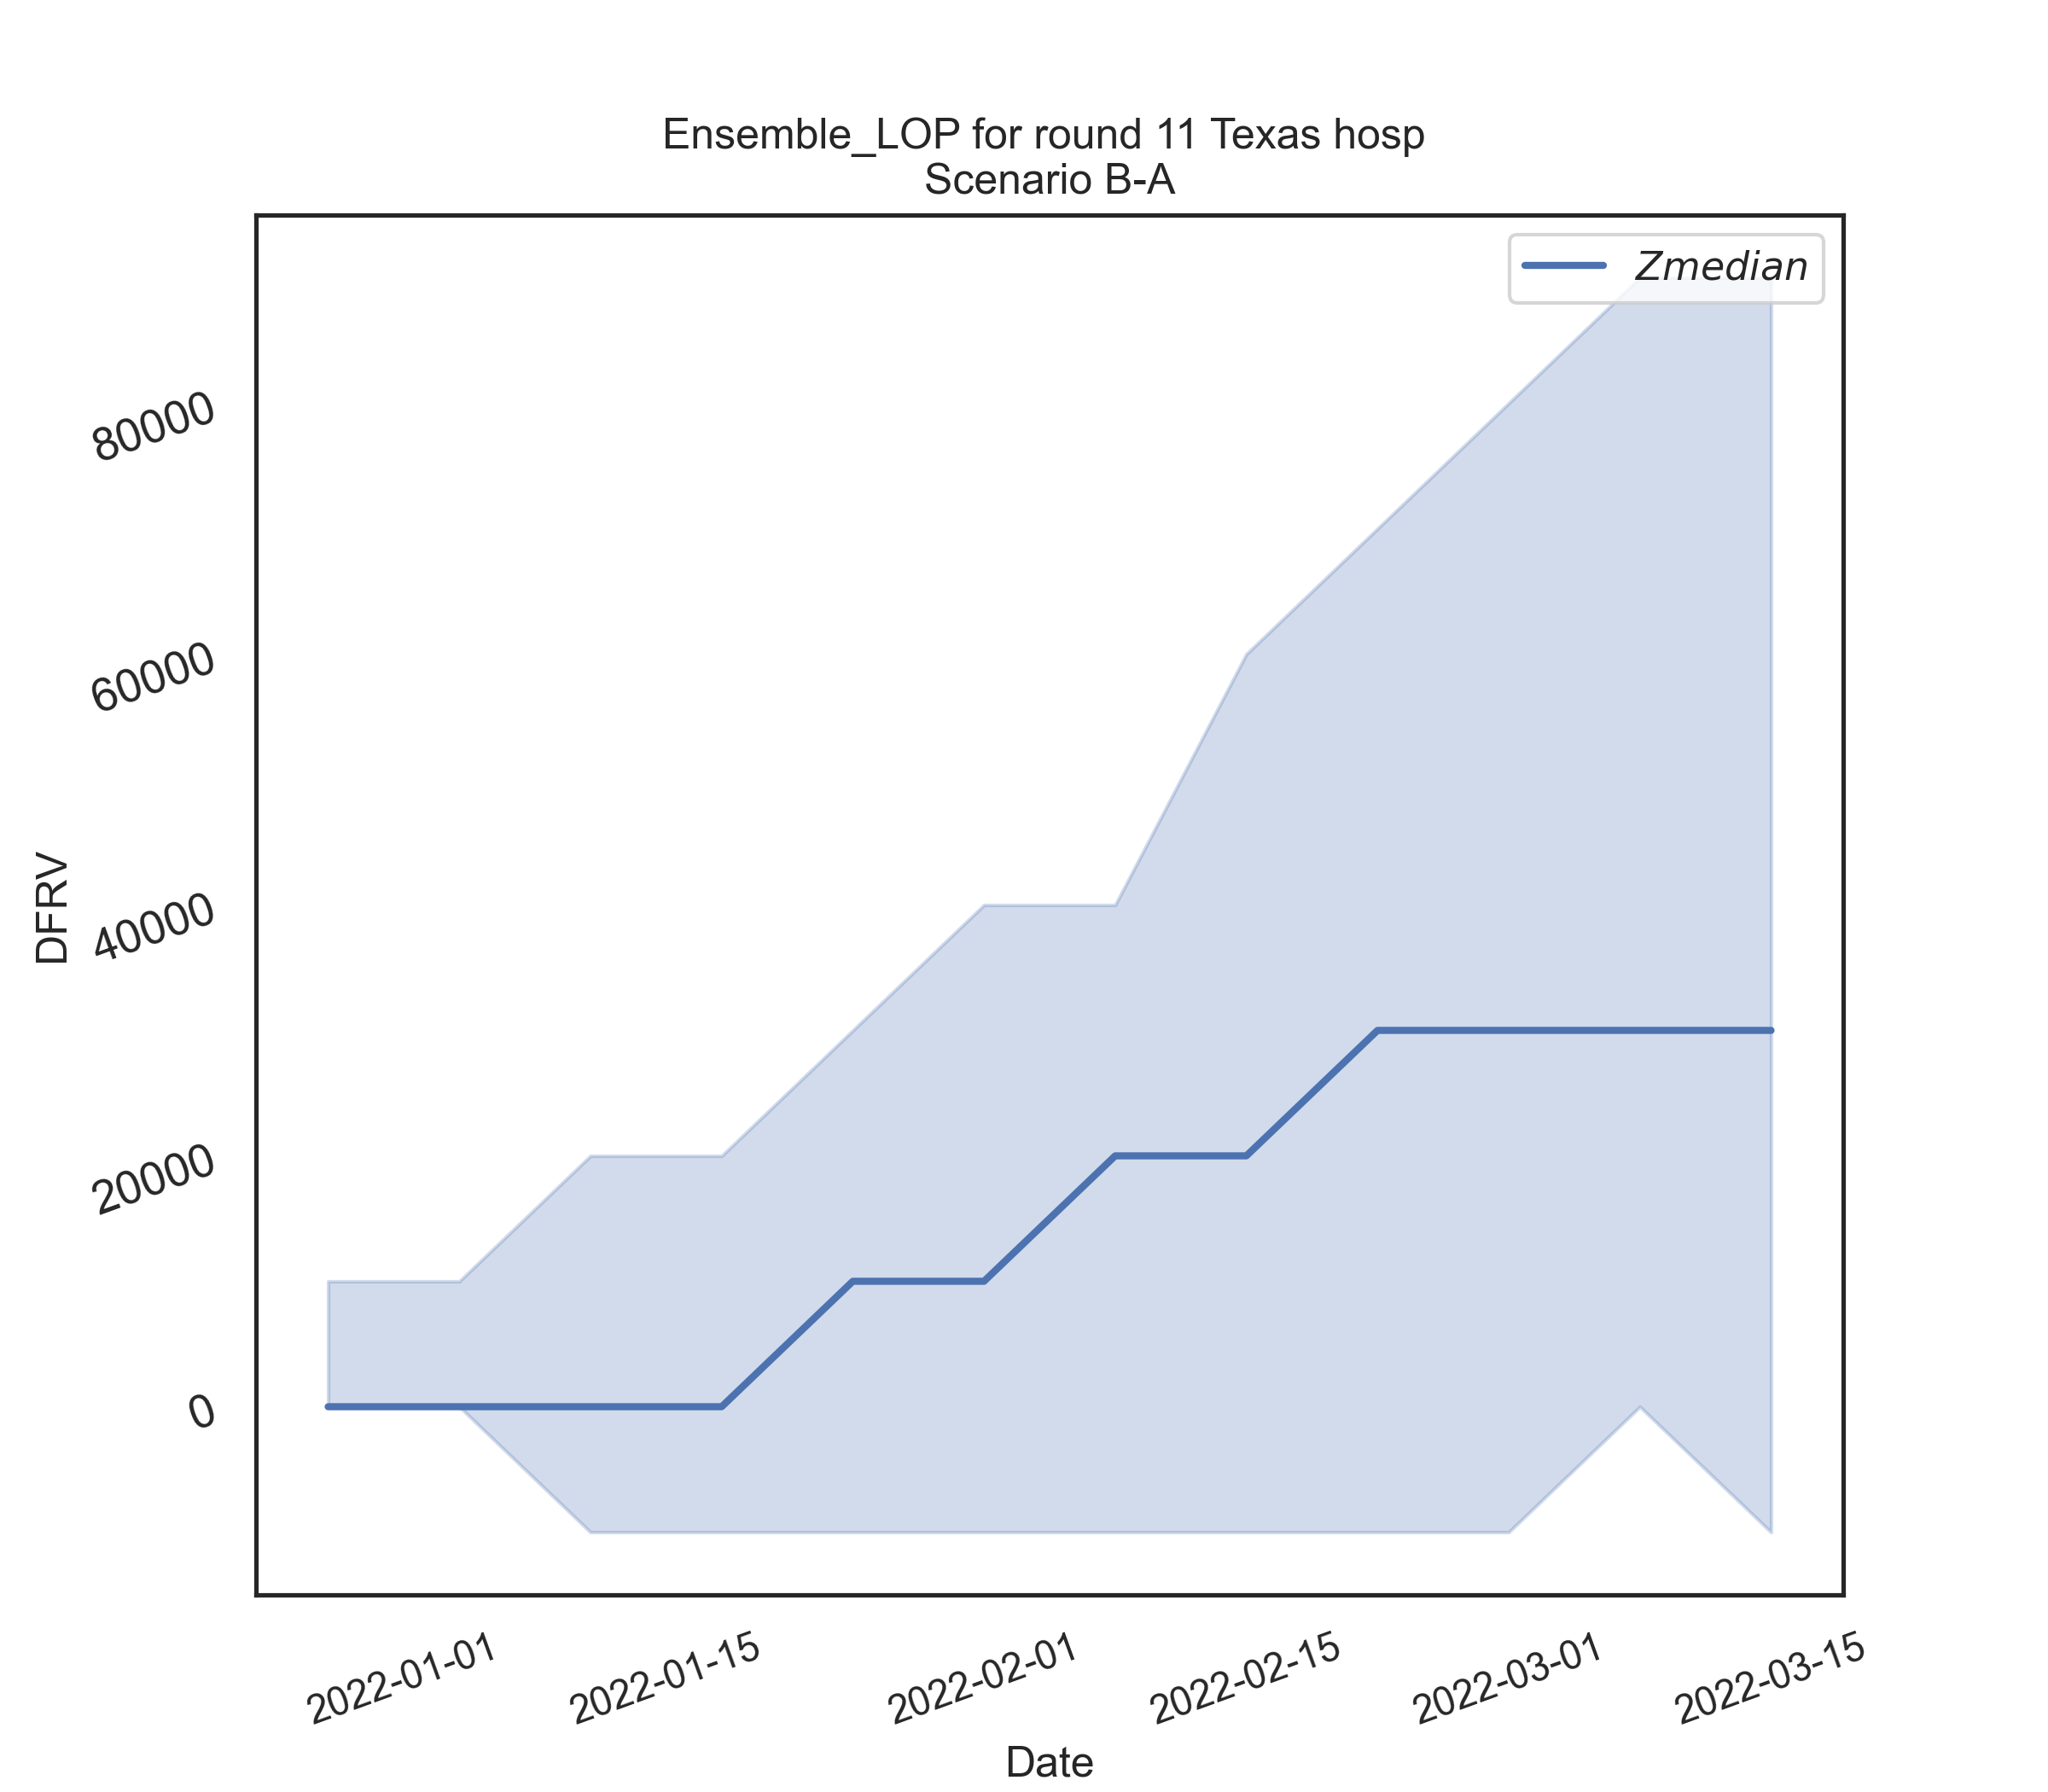 Ensemble_LOP for round 11 Texas hosp
Scenario B-A
Zmedian
80000
60000
40000
20000
0
DFRV
2022-01-01
2022-01-15
2022-02-01
2022-02-15
2022-03-01
2022-03-15
Date